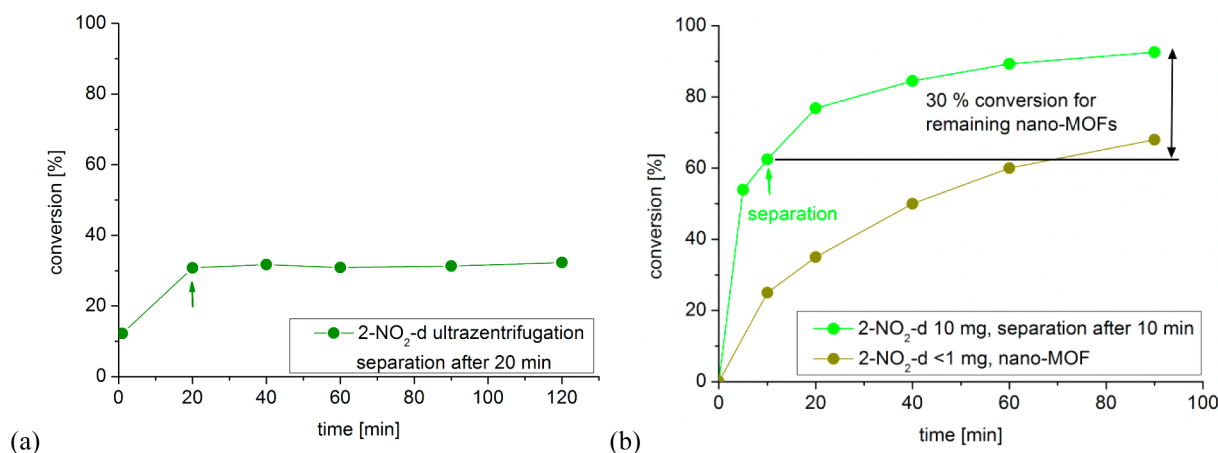 100
80
60
40
20
0
conversion [%]
2-NO₂-d ultrazentrifugation
separation after 20 min
0 20 40 60 80 100 120
time [min]
(a)
100
80
60
40
20
0
conversion [%]
30 % conversion for
remaining nano-MOFs
separation
2-NO₂-d 10 mg, separation after 10 min
2-NO₂-d <1 mg, nano-MOF
0 20 40 60 80 100
time [min]
(b)